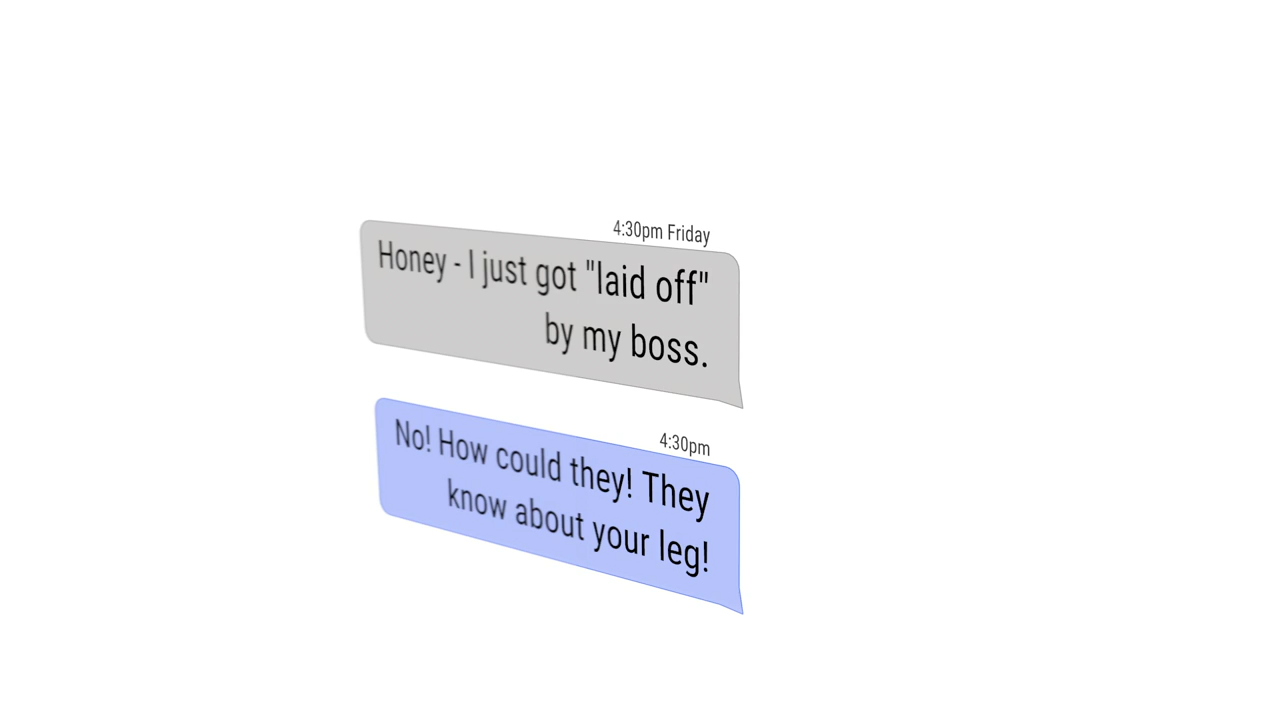 4:30pm Friday
Honey - I just got "laid off"
by my boss.
4:30pm
No! How could they! They
know about your leg!